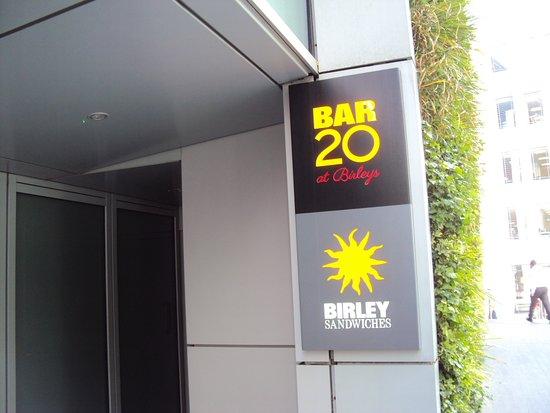 BAR
20
at Birleys
BIRLEY
SANDWICHES